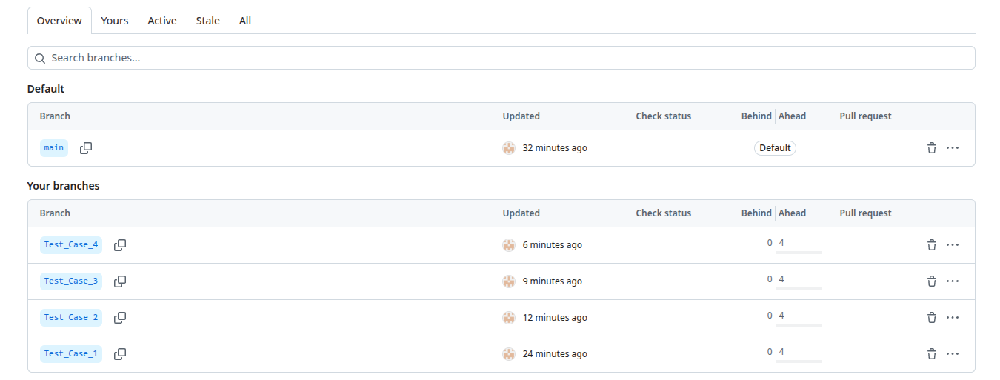 Overview Yours Active Stale All
Search branches...
Default
Branch Updated Check status Behind Ahead Pull request
main 32 minutes ago Default
Your branches
Branch Updated Check status Behind Ahead Pull request
Test_Case_4 6 minutes ago 0 4
Test_Case_3 9 minutes ago 0 4
Test_Case_2 12 minutes ago 0 4
Test_Case_1 24 minutes ago 0 4